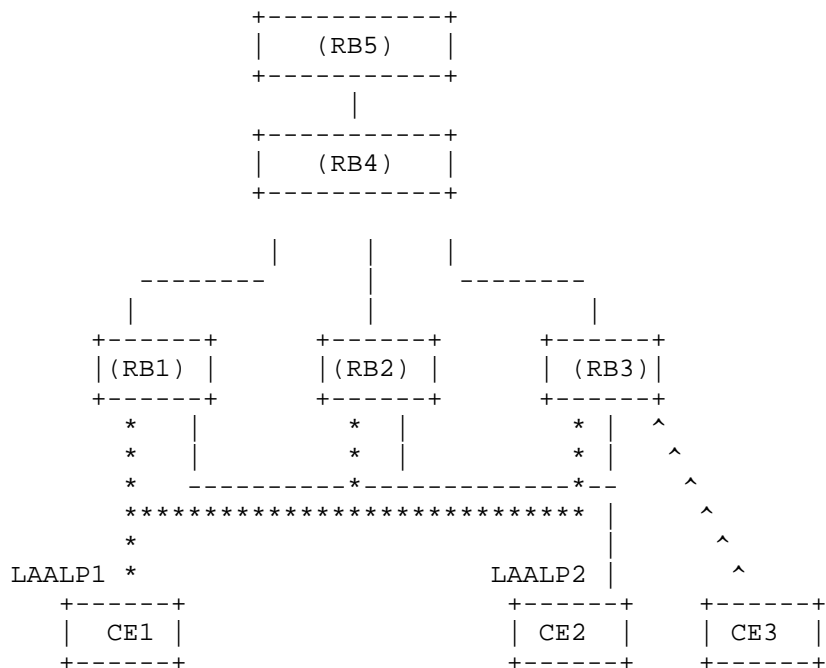 (RB5)
(RB4)
(RB1) (RB2) (RB3)
LAALP1 LAALP2
CE1 CE2 CE3